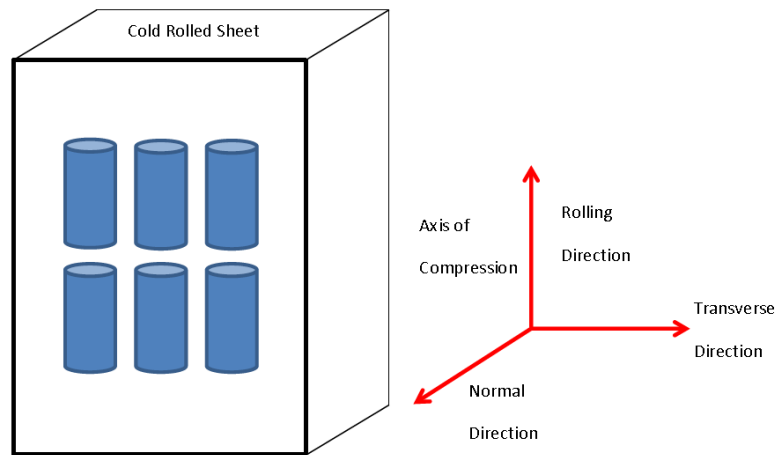 Cold Rolled Sheet
Axis of
Compression
Rolling
Direction
Transverse
Direction
Normal
Direction